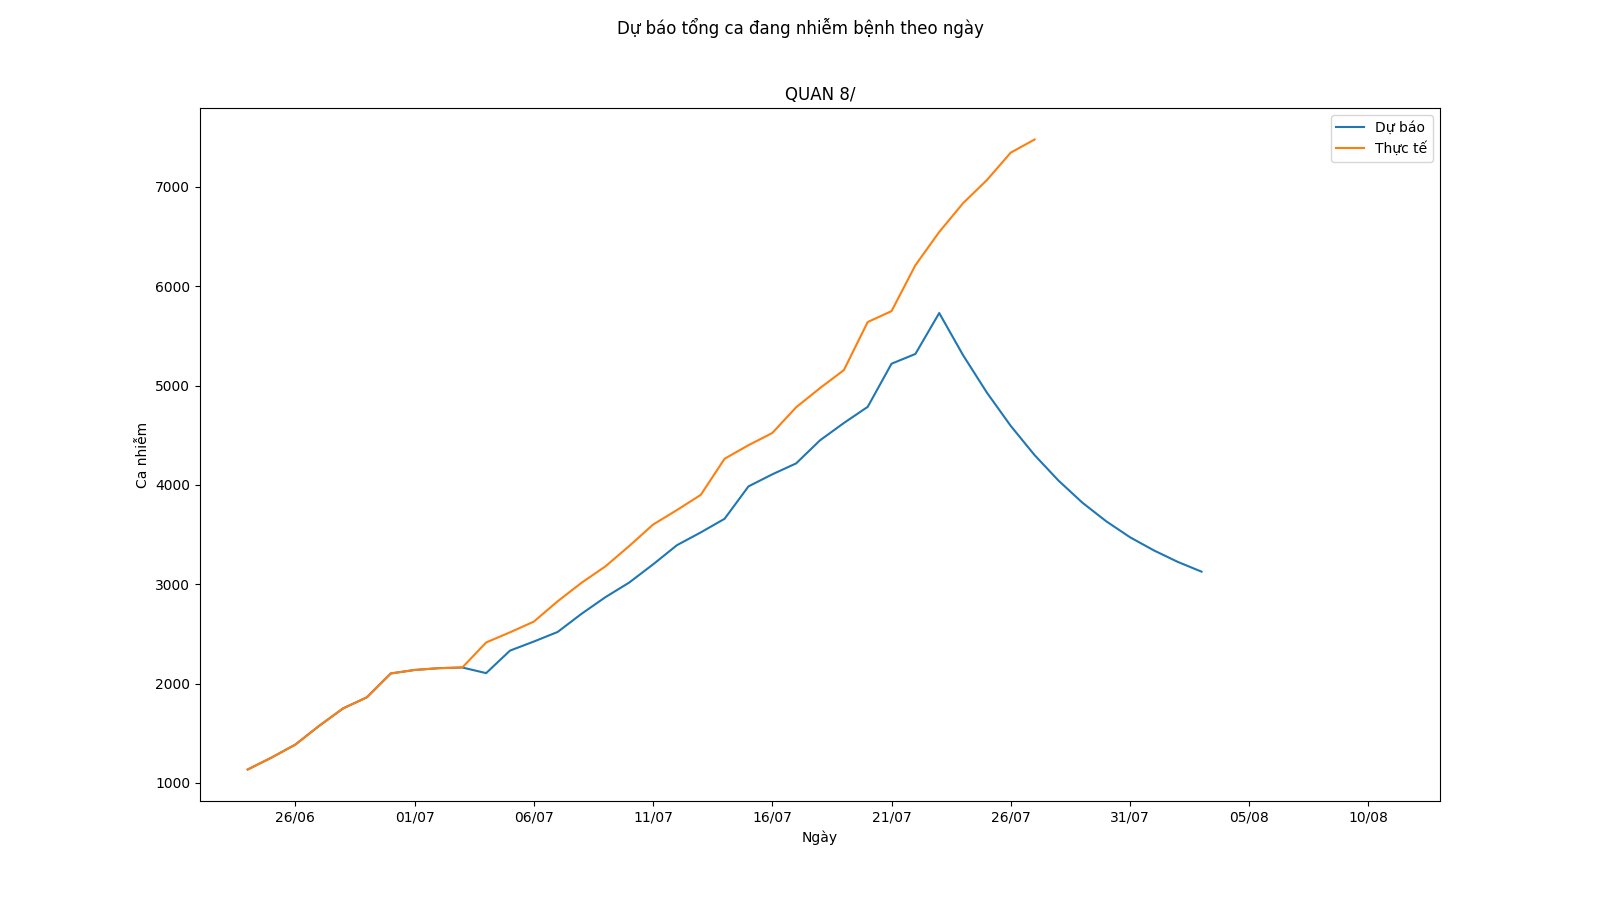 Dự báo tổng ca đang nhiễm bệnh theo ngày
QUAN 8/
Dự báo
Thực tế
7000
6000
5000
4000
3000
2000
1000
Ca nhiễm
26/06
01/07
06/07
11/07
16/07
21/07
26/07
31/07
05/08
10/08
Ngày